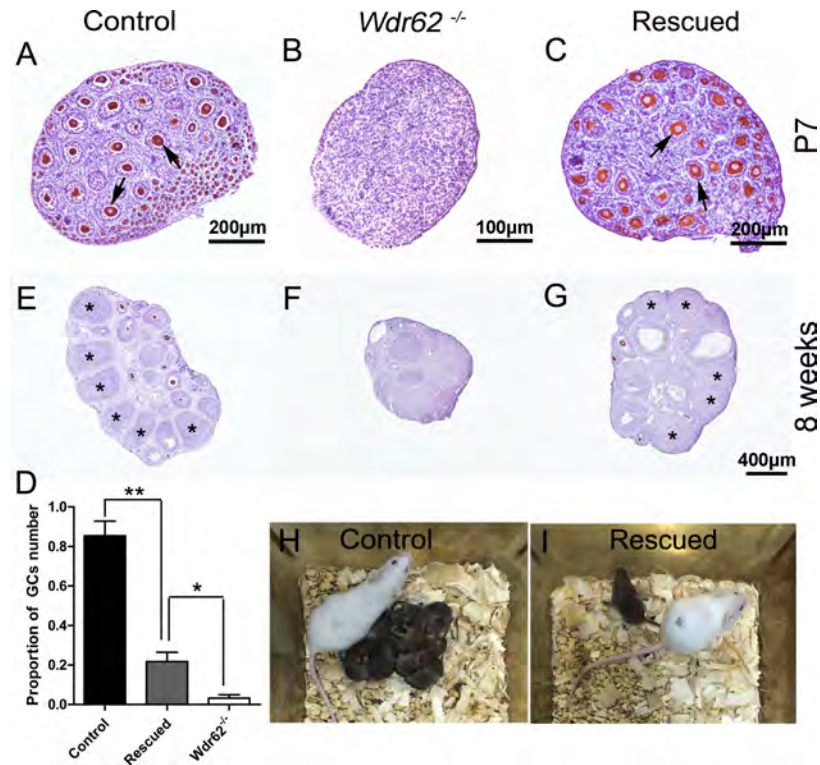 Control
Wdr62 -/-
Rescued
A
B
C
P7
200µm
100µm
200µm
E
F
G
8 weeks
* * * * * * *
* * * * *
400µm
D
Proportion of GCs number
1.0
0.8
0.6
0.4
0.2
0.0
**
*
Control
Rescued
Wdr62-/-
H
Control
I
Rescued